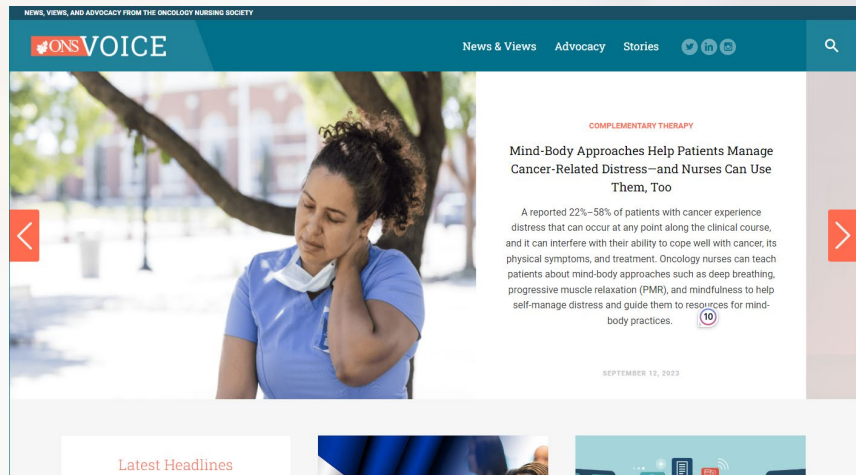 NEWS, VIEWS, AND ADVOCACY FROM THE ONCOLOGY NURSING SOCIETY
ONS VOICE
News & Views Advocacy Stories
COMPLEMENTARY THERAPY
Mind-Body Approaches Help Patients Manage
Cancer-Related Distress—and Nurses Can Use
Them, Too
A reported 22%–58% of patients with cancer experience
distress that can occur at any point along the clinical course,
and it can interfere with their ability to cope well with cancer, its
physical symptoms, and treatment. Oncology nurses can teach
patients about mind-body approaches such as deep breathing,
progressive muscle relaxation (PMR), and mindfulness to help
self-manage distress and guide them to resources for mind-
body practices.
10
SEPTEMBER 12, 2023
Latest Headlines